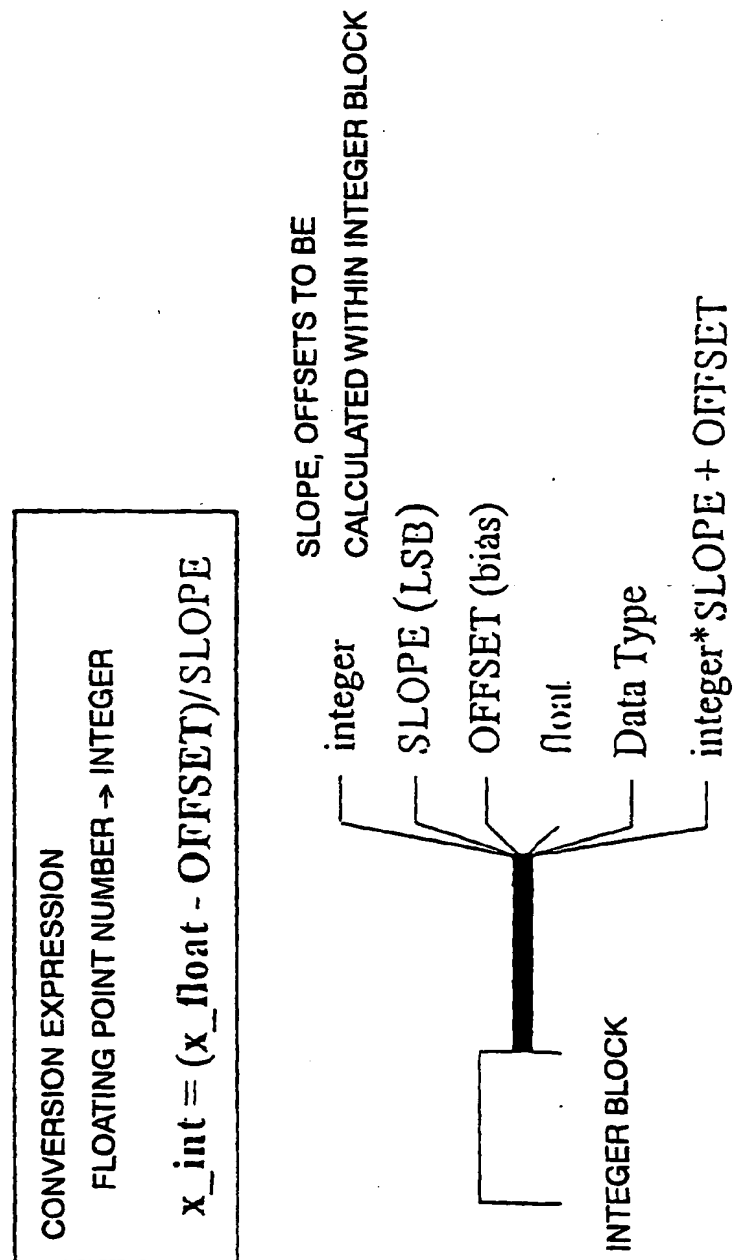 CONVERSION EXPRESSION
FLOATING POINT NUMBER → INTEGER
x_int = (x_float - OFFSET)/SLOPE
SLOPE, OFFSETS TO BE
CALCULATED WITHIN INTEGER BLOCK
integer
SLOPE (LSB)
OFFSET (bias)
float
Data Type
integer*SLOPE + OFFSET
INTEGER BLOCK